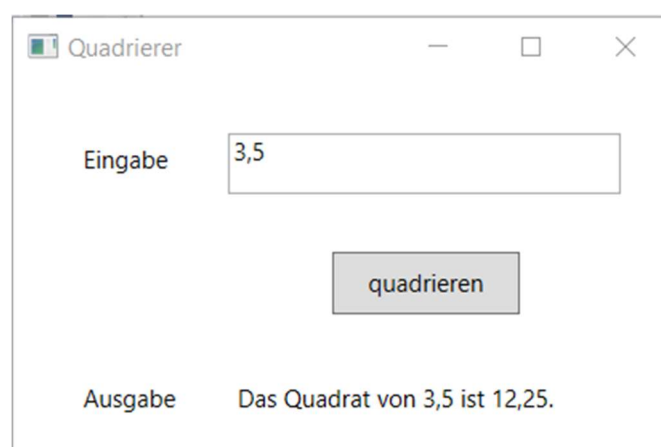 Quadrierer
Eingabe 3,5
quadrieren
Ausgabe Das Quadrat von 3,5 ist 12,25.